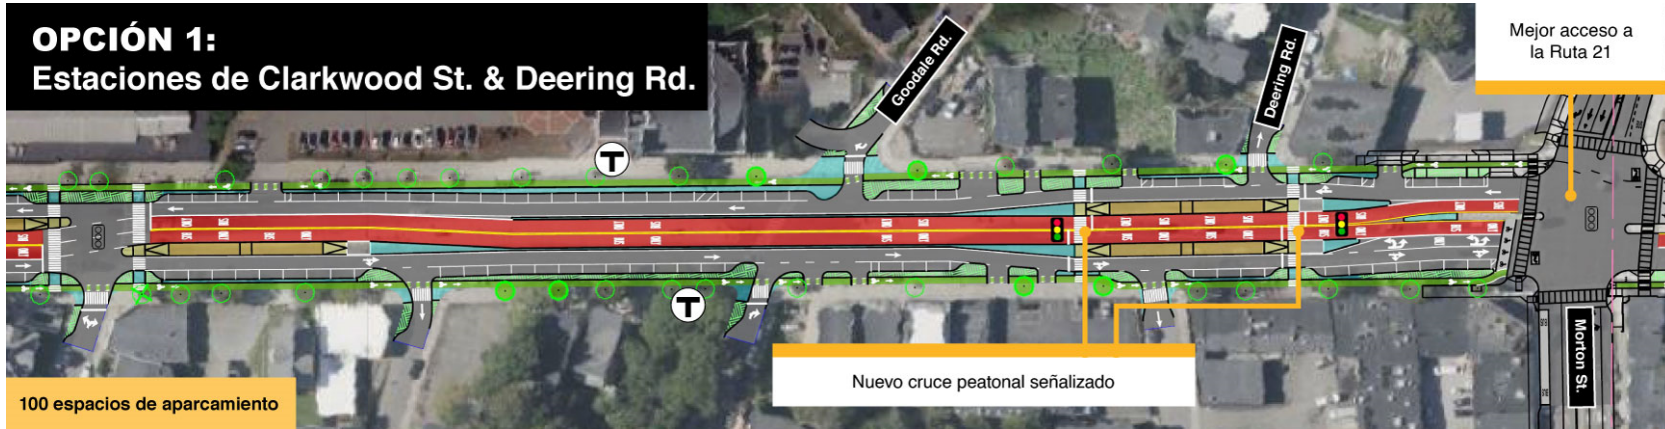 OPCIÓN 1:
Estaciones de Clarkwood St. & Deering Rd.
Goodale Rd.
Deering Rd.
Mejor acceso a
la Ruta 21
T
T
Nuevo cruce peatonal señalizado
Morton St.
100 espacios de aparcamiento